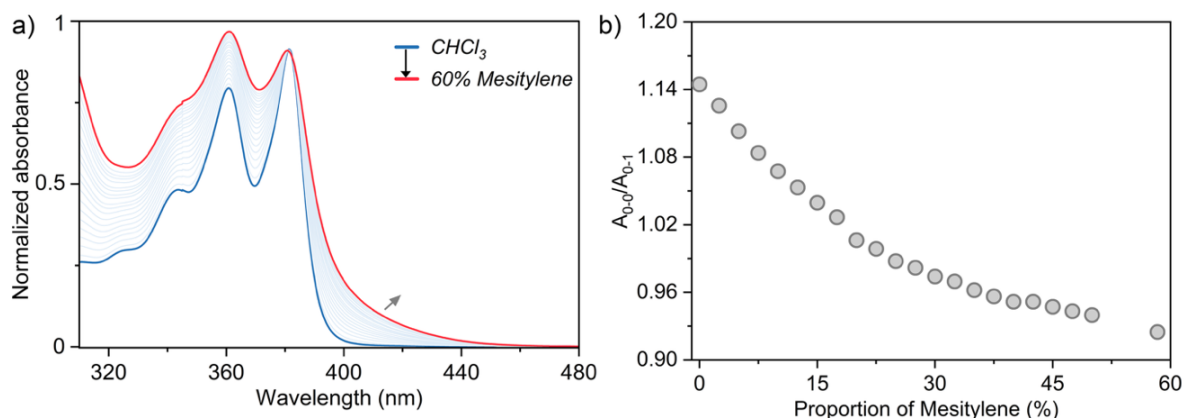 a)
Normalized absorbance
1
0.5
0
CHCl₃
60% Mesitylene
320 360 400 440 480
Wavelength (nm)
b)
A₀₋₀/A₀₋₁
1.20
1.14
1.08
1.02
0.96
0.90
0 15 30 45 60
Proportion of Mesitylene (%)